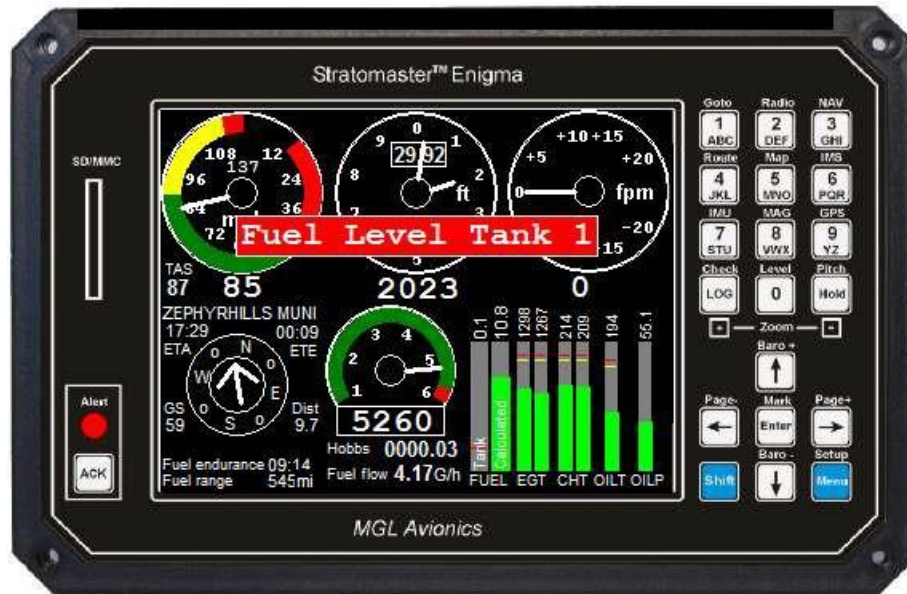 Stratomaster™ Enigma
SD/MMC
Alert
ACK
108 12
137
96 24
84 36
72
Fuel Level Tank 1
TAS
87 85
0
9 1
29.92
8 2
ft
3
5
2023
+10 +15
+5 +20
0 fpm
-20
-15
0
ZEPHYRHILLS MUNI
17:29 00:09
ETA ETE
N
W E
S
GS Dist
59 9.7
Fuel endurance 09:14
Fuel range 545mi
3 4
2 5
1 6
5260
Hobbs 0000.03
Fuel flow 4.17G/h
0.1 10.8 1298 1267 214 209 194 55.1
Tank Calculated
FUEL EGT CHT OILT OILP
Goto Radio NAV
1 2 3
ABC DEF GHI
Route Map IMS
4 5 6
JKL MNO PQR
IMU MAG GPS
7 8 9
STU VWX YZ
Check Level Pitch
LOG 0 Hold
+ Zoom -
Baro +
Page- Mark Page+
Enter
Baro - Setup
Shift Menu
MGL Avionics